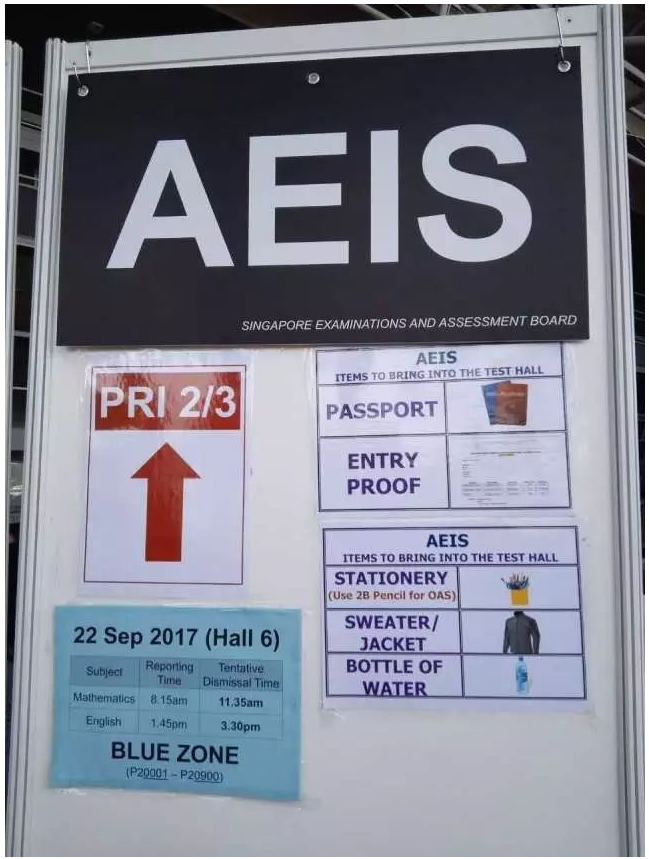 AEIS
SINGAPORE EXAMINATIONS AND ASSESSMENT BOARD
PRI 2/3
AEIS
ITEMS TO BRING INTO THE TEST HALL
PASSPORT
ENTRY
PROOF
AEIS
ITEMS TO BRING INTO THE TEST HALL
STATIONERY
(Use 2B Pencil for OAS)
SWEATER/
JACKET
BOTTLE OF
WATER
22 Sep 2017 (Hall 6)
Subject Reporting Time Tentative Dismissal Time
Mathematics 8.15am 11.35am
English 1.45pm 3.30pm
BLUE ZONE
(P20001 – P20900)